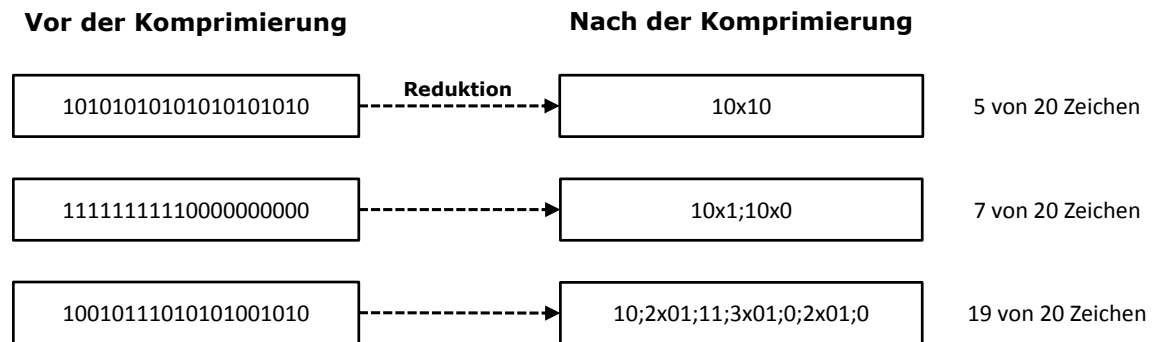 Vor der Komprimierung Nach der Komprimierung
10101010101010101010 Reduktion 10x10 5 von 20 Zeichen
11111111110000000000 10x1;10x0 7 von 20 Zeichen
10010111010101001010 10;2x01;11;3x01;0;2x01;0 19 von 20 Zeichen